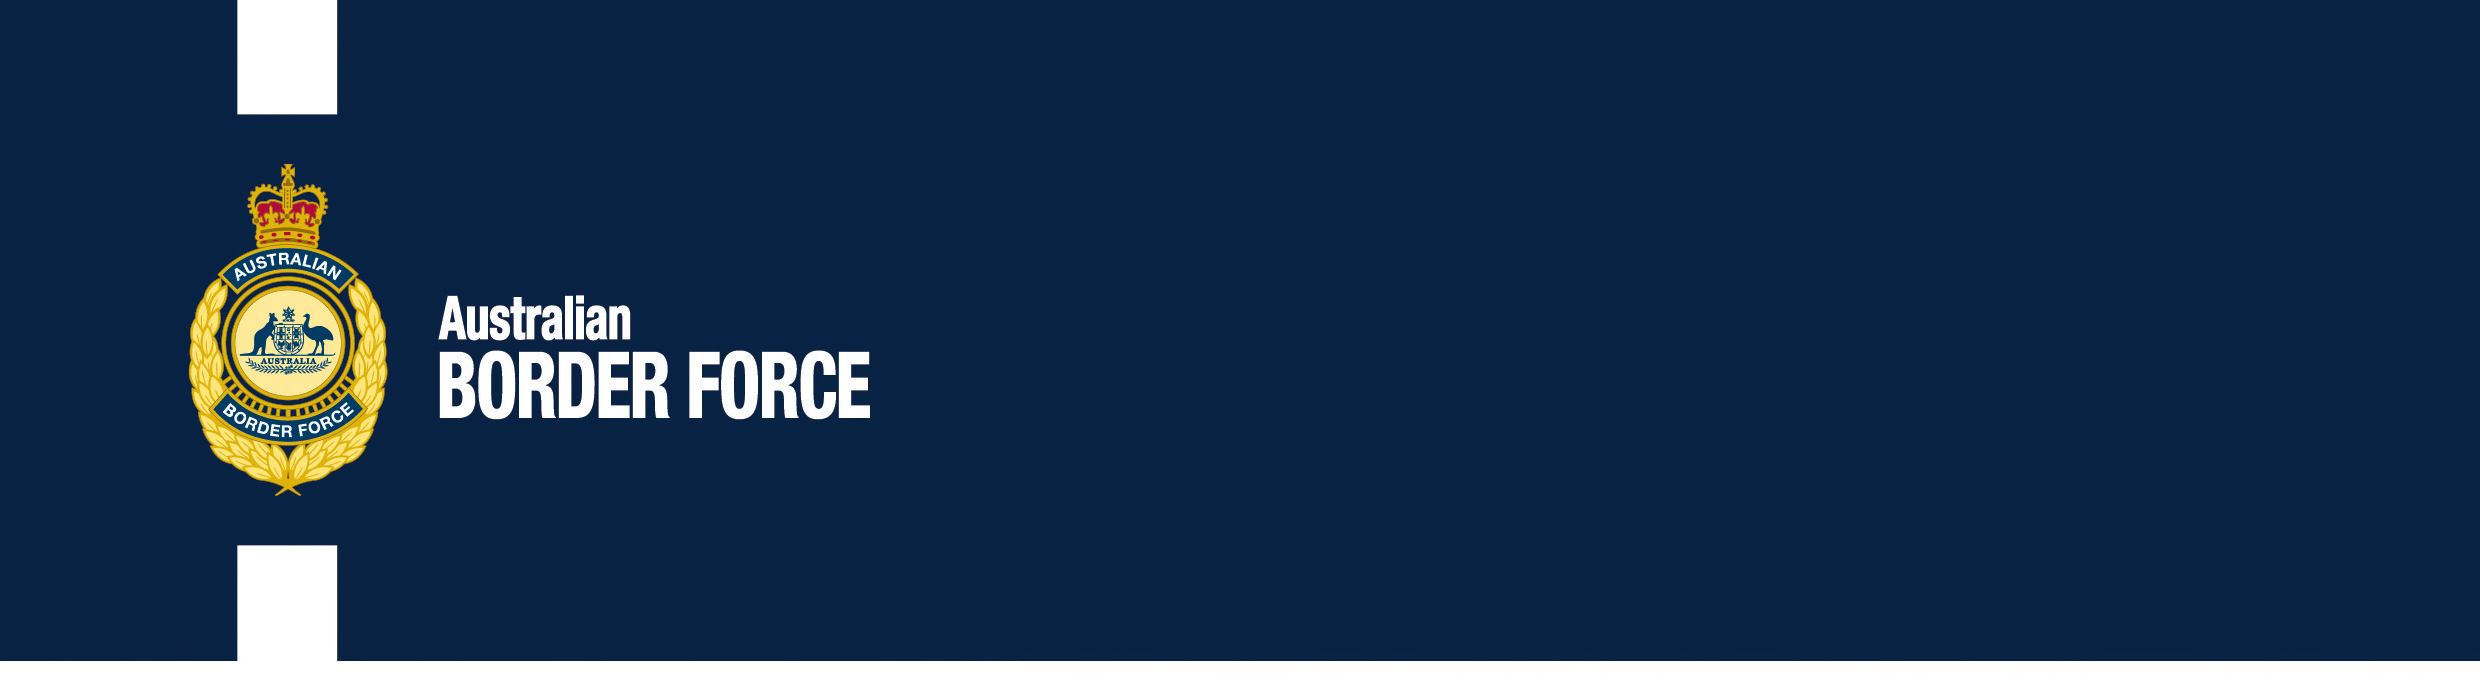 AUSTRALIAN
AUSTRALIA
BORDER FORCE
Australian
BORDER FORCE